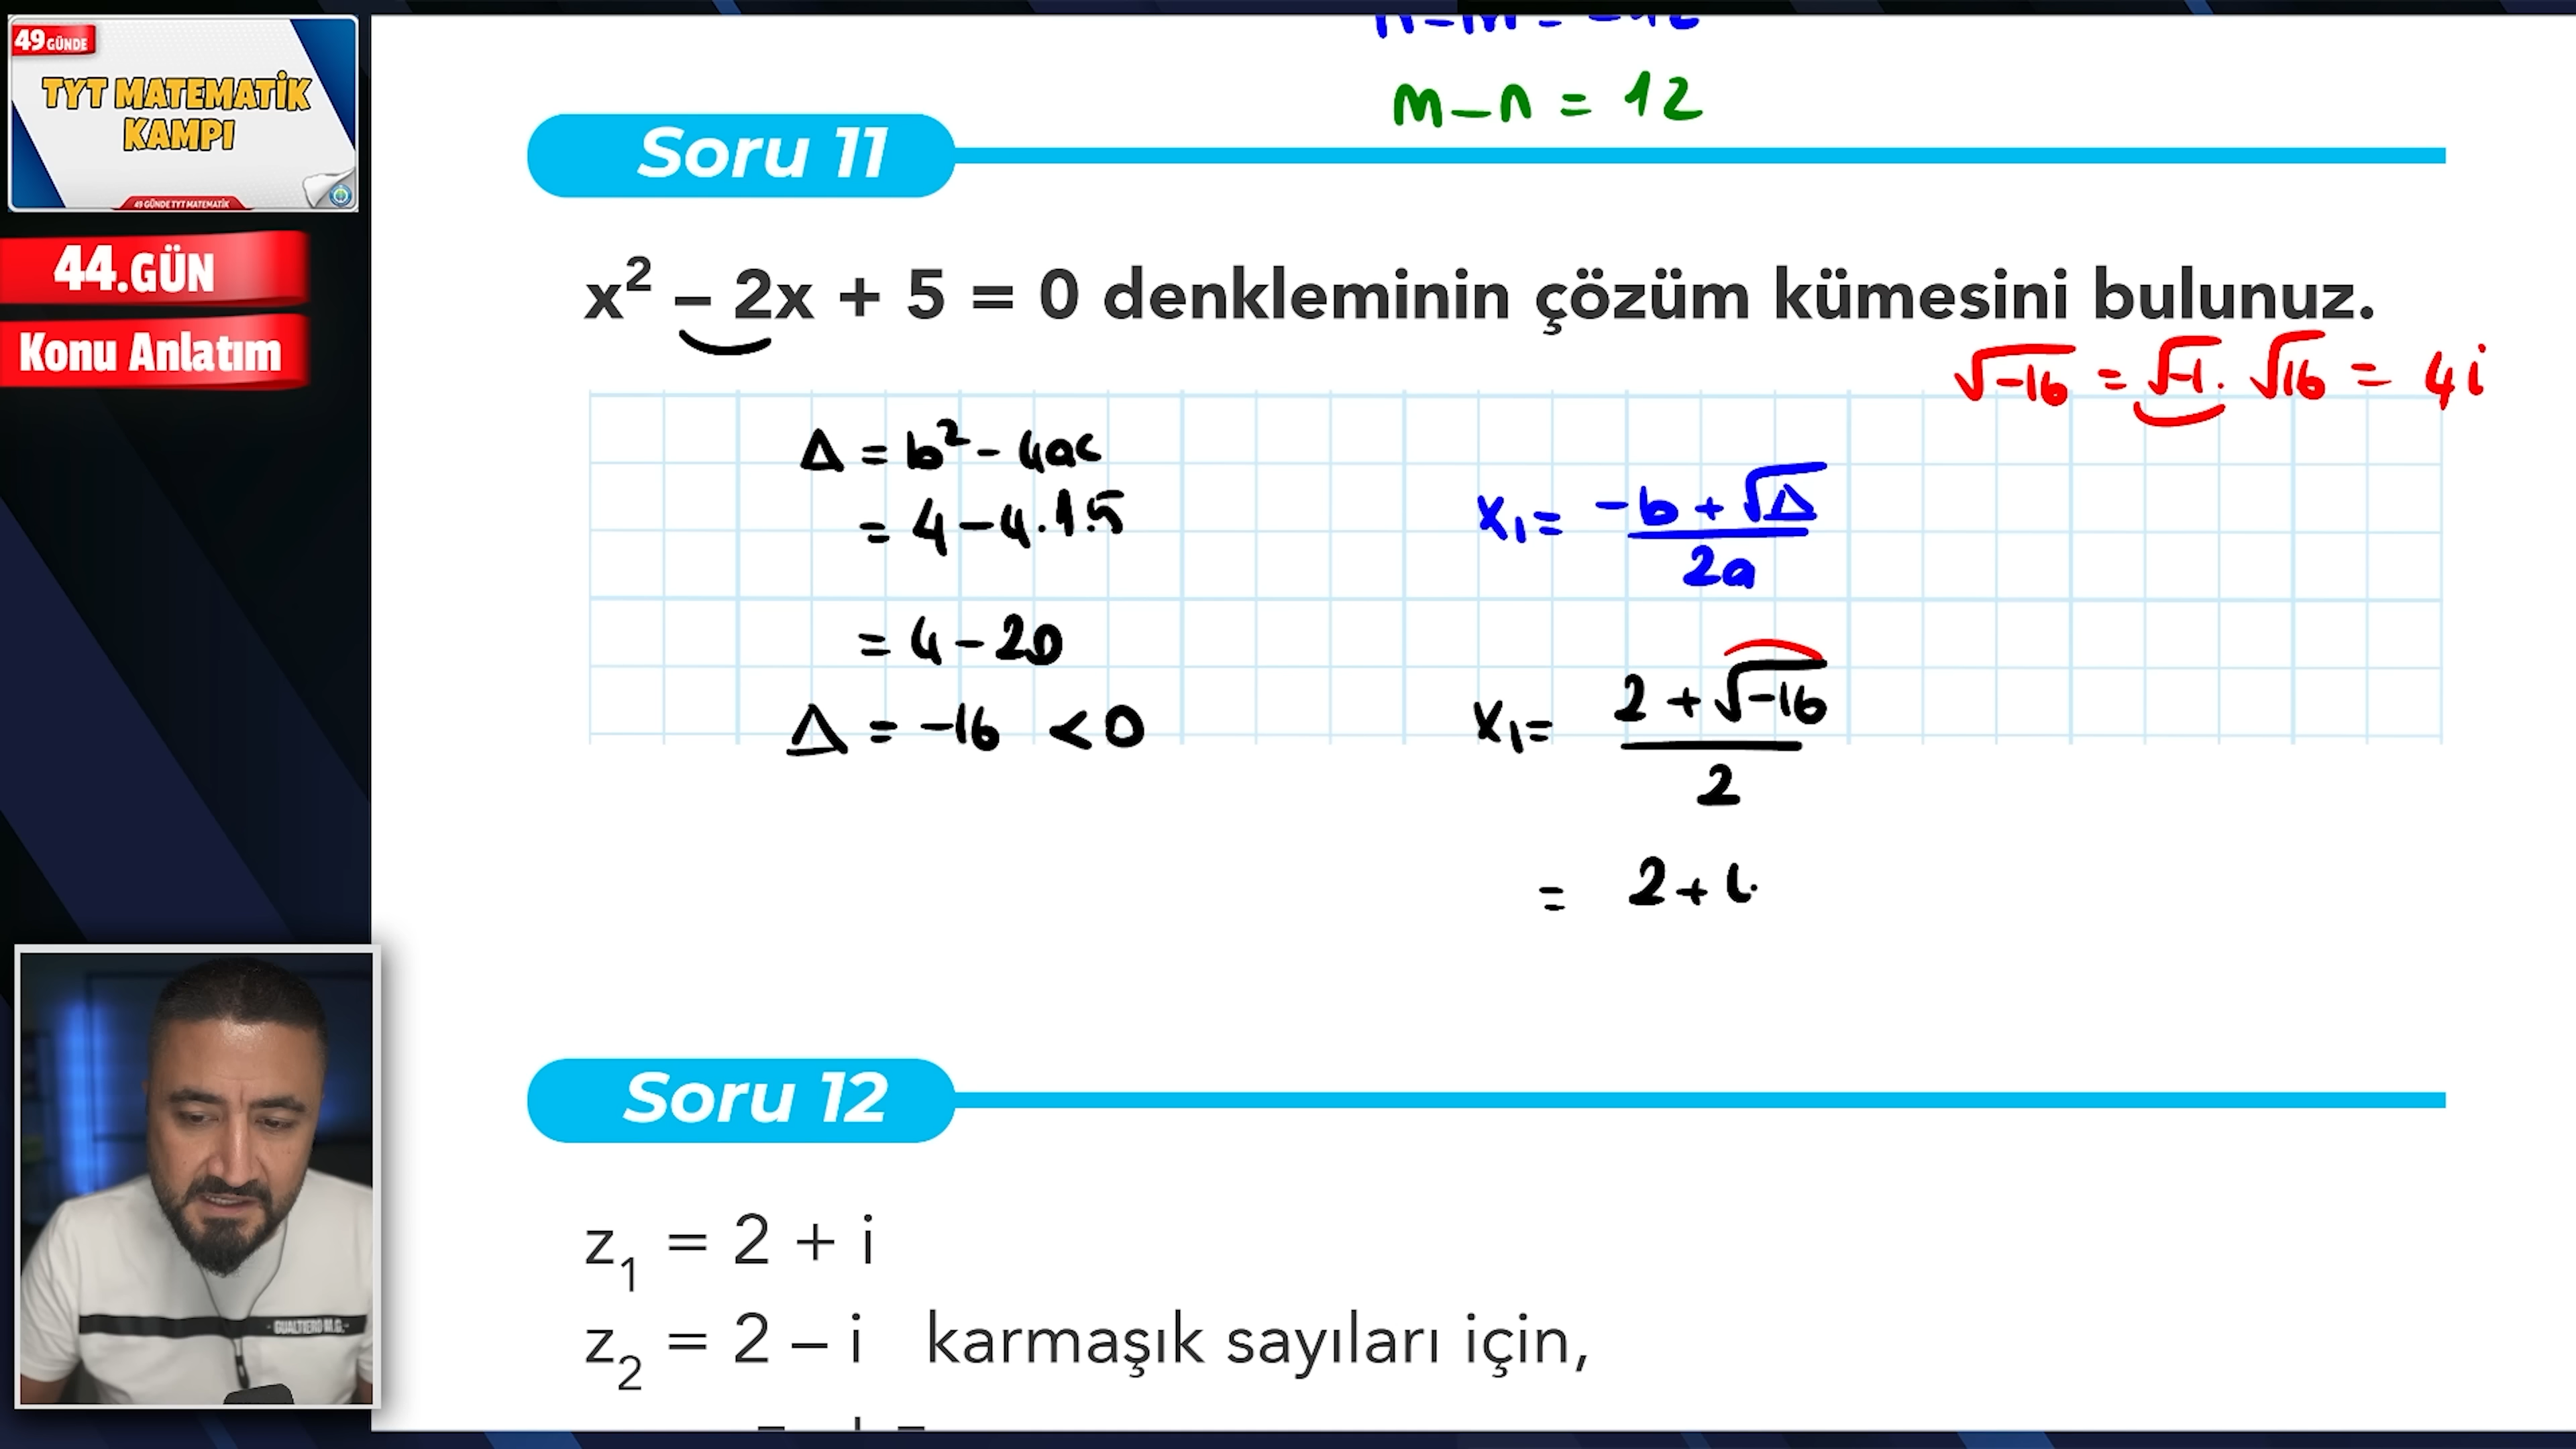 49 GÜNDE
TYT MATEMATİK
KAMPI
49 GÜNDE TYT MATEMATİK
44.GÜN
Konu Anlatım
m - n = 12
Soru 11
x² – 2x + 5 = 0 denkleminin çözüm kümesini bulunuz.
√-16 = √-1 . √16 = 4i
Δ = b² - 4ac
= 4 - 4.1.5
= 4 - 20
Δ = -16 < 0
x₁ = (-b + √Δ) / 2a
x₁ = (2 + √-16) / 2
= 2 +
Soru 12
z₁ = 2 + i
z₂ = 2 – i karmaşık sayıları için,
GUALTIERO M.G.